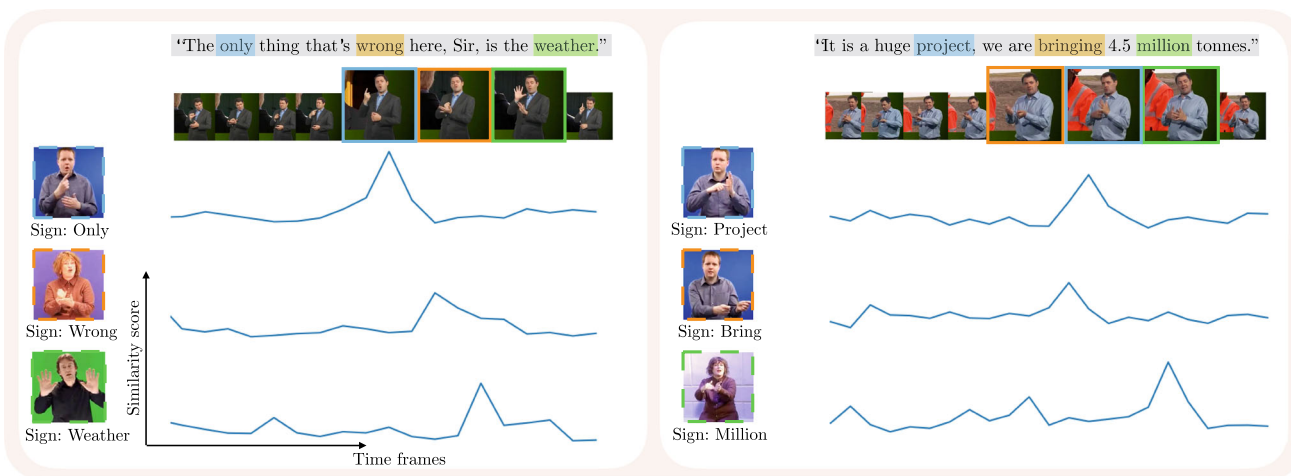 “The only thing that's wrong here, Sir, is the weather.”
Sign: Only
Sign: Wrong
Sign: Weather
Similarity score
Time frames
“It is a huge project, we are bringing 4.5 million tonnes.”
Sign: Project
Sign: Bring
Sign: Million